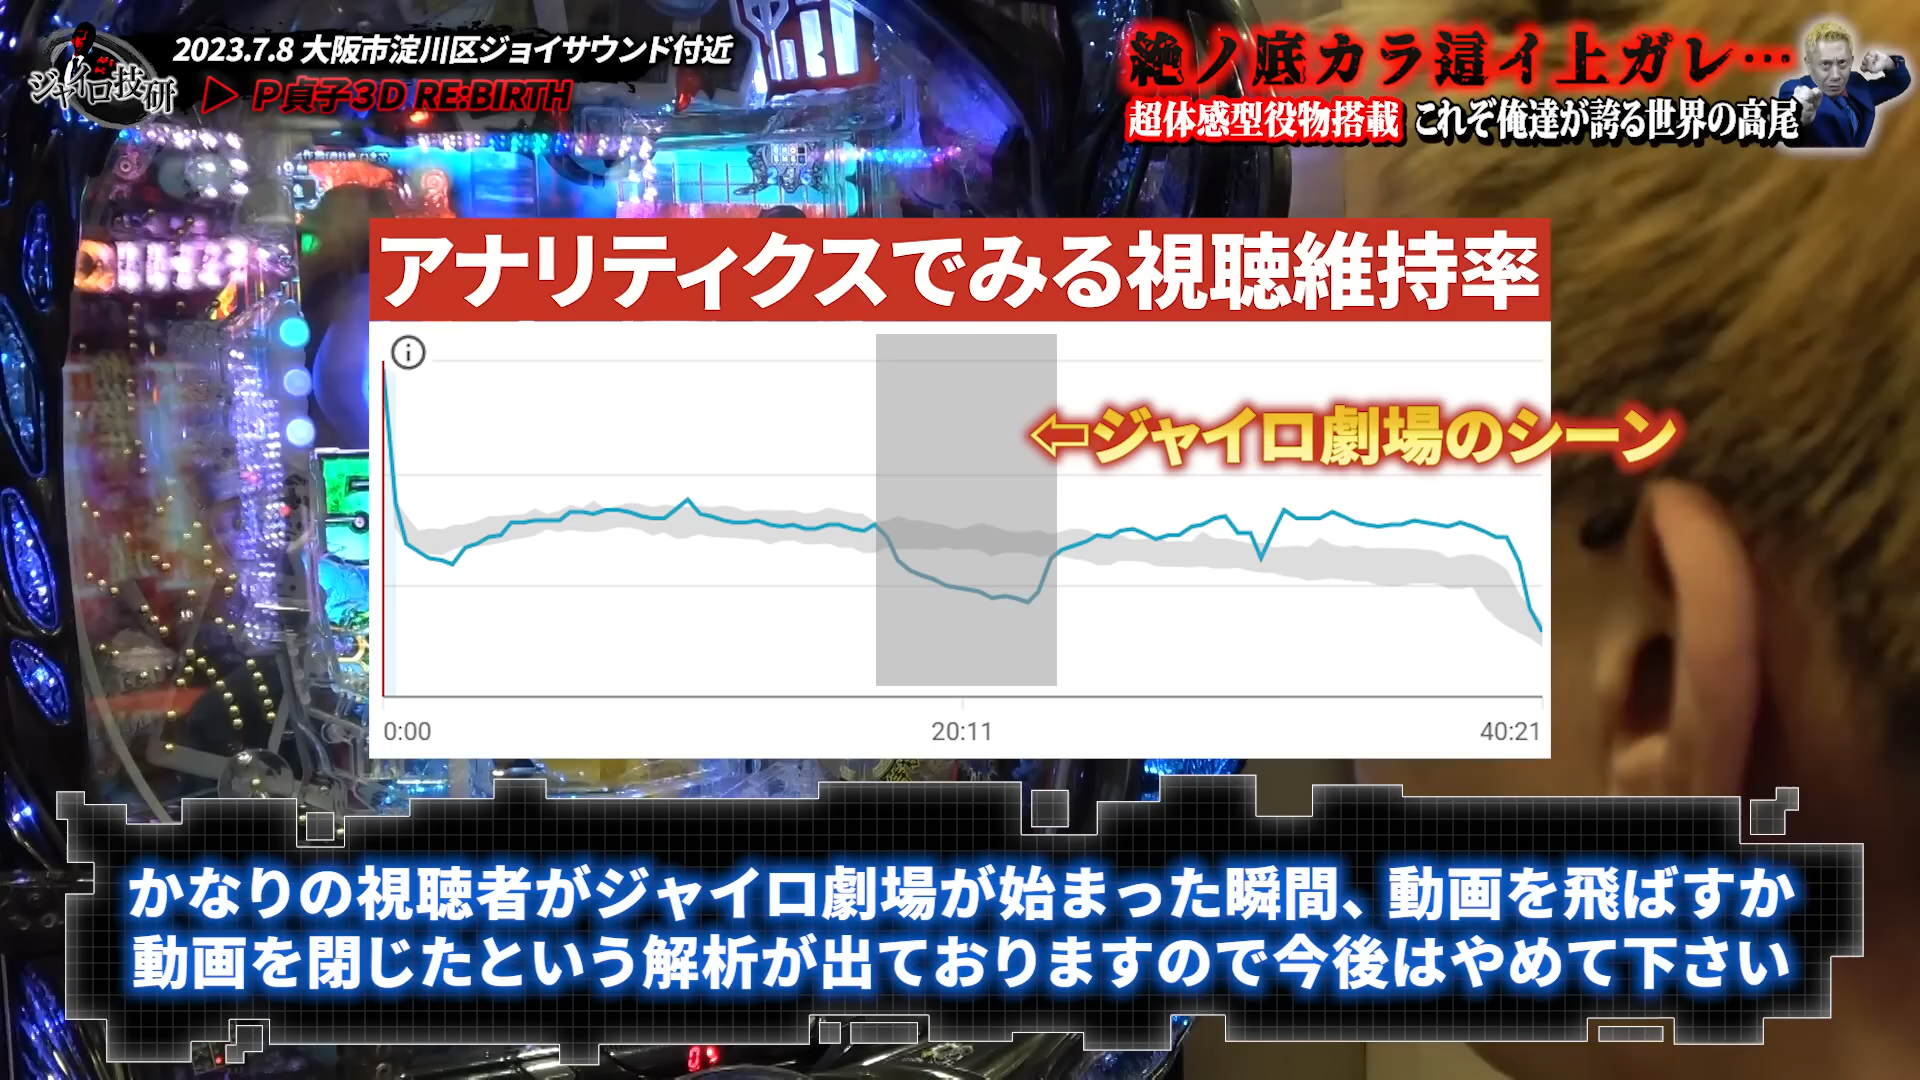 ジャイロ技研
2023.7.8 大阪市淀川区ジョイサウンド付近
P貞子3D RE:BIRTH
絶ノ底カラ這イ上ガレ…
超体感型役物搭載 これぞ俺達が誇る世界の高尾
アナリティクスでみる視聴維持率
←ジャイロ劇場のシーン
0:00 20:11 40:21
かなりの視聴者がジャイロ劇場が始まった瞬間、動画を飛ばすか
動画を閉じたという解析が出ておりますので今後はやめて下さい